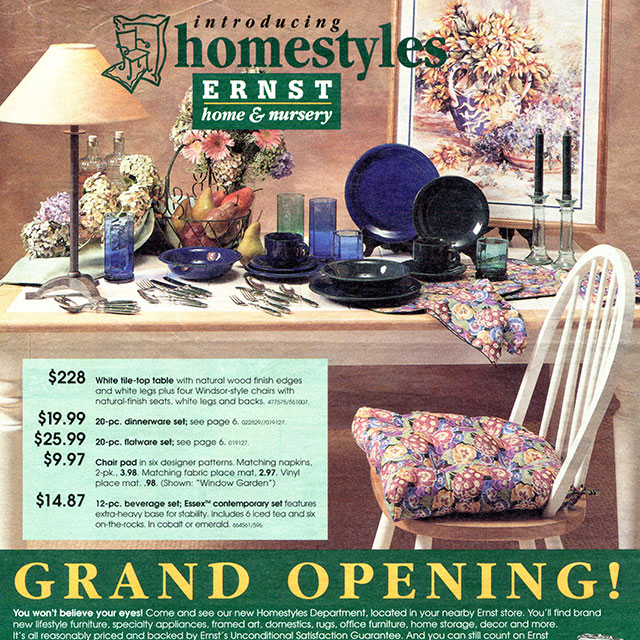 introducing
homestyles
ERNST
home & nursery
$228 White tile-top table with natural wood finish edges
and white legs plus four Windsor-style chairs with
natural-finish seats, white legs and backs. 477575/551007.
$19.99 20-pc. dinnerware set; see page 6. 022829//019127.
$25.99 20-pc. flatware set; see page 6. 019127.
$9.97 Chair pad in six designer patterns. Matching napkins,
2-pk., 3.98. Matching fabric place mat, 2.97. Vinyl
place mat, .98. (Shown: "Window Garden")
$14.87 12-pc. beverage set; Essex™ contemporary set features
extra-heavy base for stability. Includes 6 iced tea and six
on-the-rocks. In cobalt or emerald. 664561/596.
GRAND OPENING!
You won't believe your eyes! Come and see our new Homestyles Department, located in your nearby Ernst store. You'll find brand
new lifestyle furniture, specialty appliances, framed art, domestics, rugs, office furniture, home storage, decor and more.
It's all reasonably priced and backed by Ernst's Unconditional Satisfaction Guarantee. And you can still count on Ernst